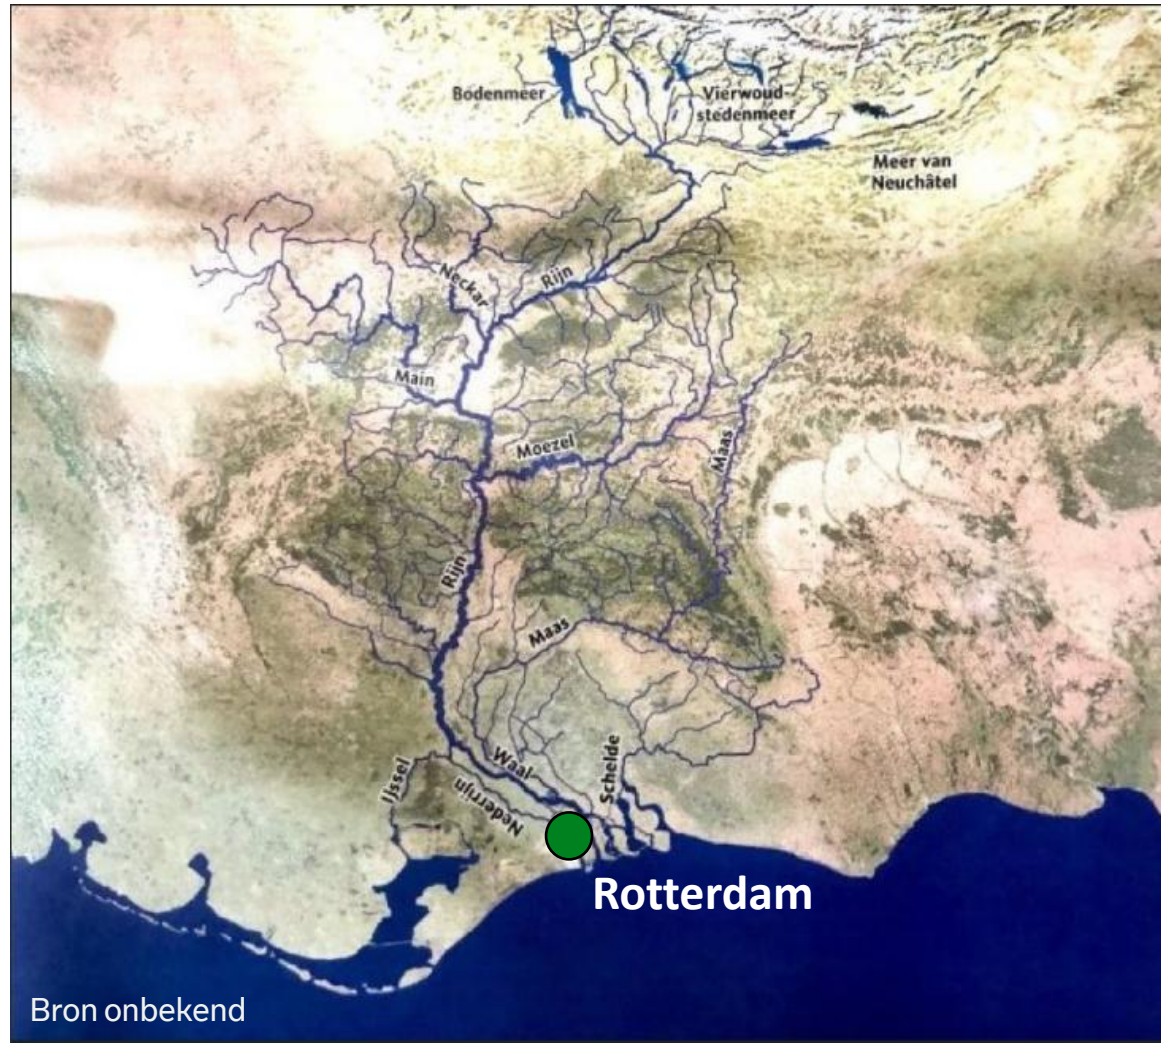 Bodenmeer
Vierwoud-
stedenmeer
Meer van
Neuchâtel
Neckar
Rijn
Main
Moezel
Maas
Rijn
Maas
Schelde
Waal
IJssel
Nederrijn
Rotterdam
Bron onbekend